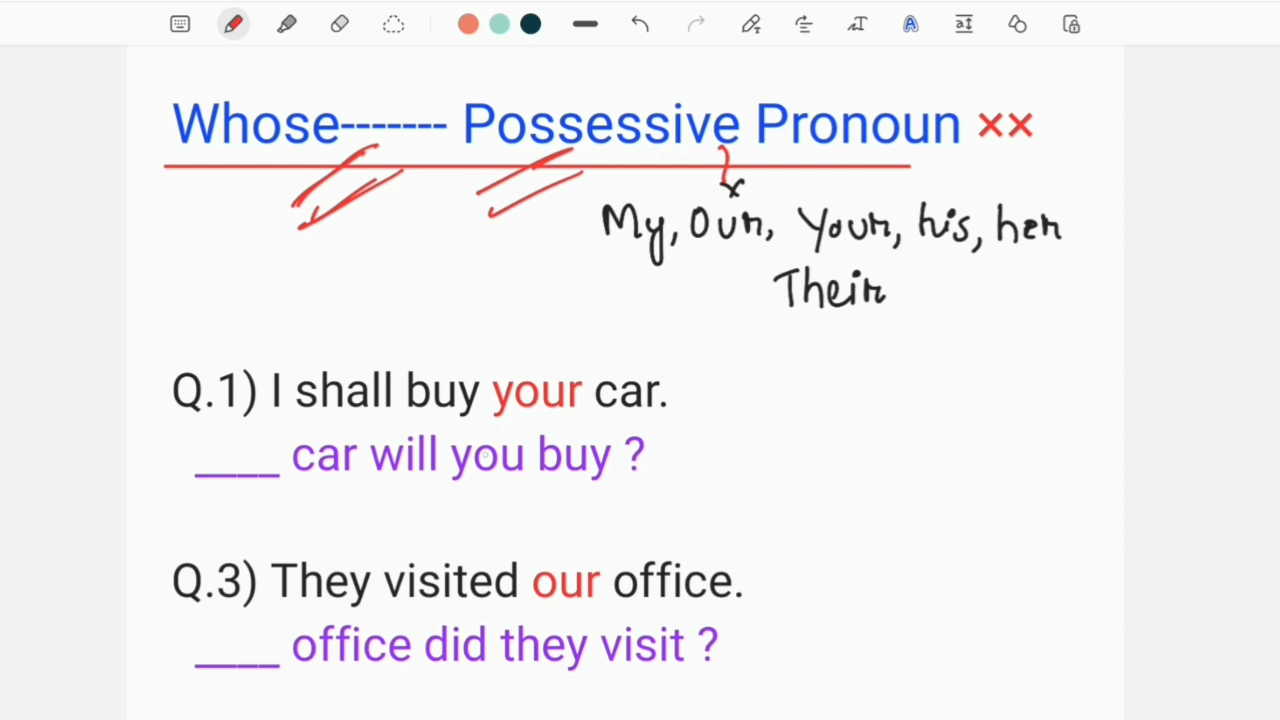 Whose------- Possessive Pronoun ××
My, Our, Your, his, her
Their
Q.1) I shall buy your car.
____ car will you buy ?
Q.3) They visited our office.
____ office did they visit ?